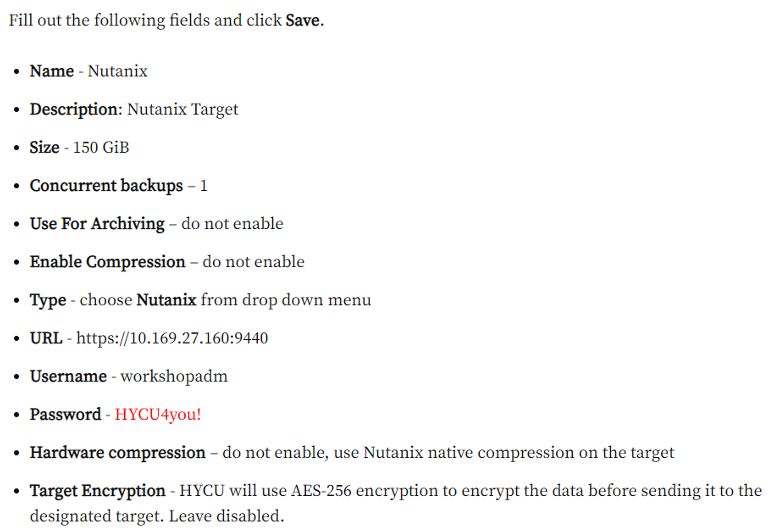 Fill out the following fields and click Save.
• Name - Nutanix
• Description: Nutanix Target
• Size - 150 GiB
• Concurrent backups – 1
• Use For Archiving – do not enable
• Enable Compression – do not enable
• Type - choose Nutanix from drop down menu
• URL - https://10.169.27.160:9440
• Username - workshopadm
• Password - HYCU4you!
• Hardware compression – do not enable, use Nutanix native compression on the target
• Target Encryption - HYCU will use AES-256 encryption to encrypt the data before sending it to the
designated target. Leave disabled.